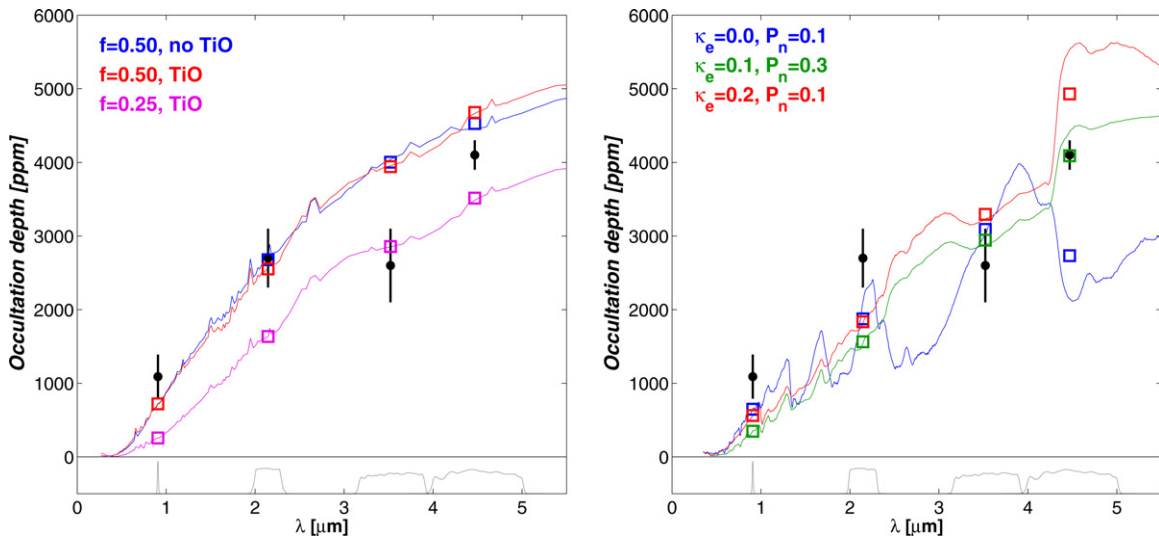 f=0.50, no TiO
f=0.50, TiO
f=0.25, TiO
Occultation depth [ppm]
6000
5000
4000
3000
2000
1000
0
0 1 2 3 4 5
λ [μm]
κe=0.0, Pn=0.1
κe=0.1, Pn=0.3
κe=0.2, Pn=0.1
Occultation depth [ppm]
6000
5000
4000
3000
2000
1000
0
0 1 2 3 4 5
λ [μm]